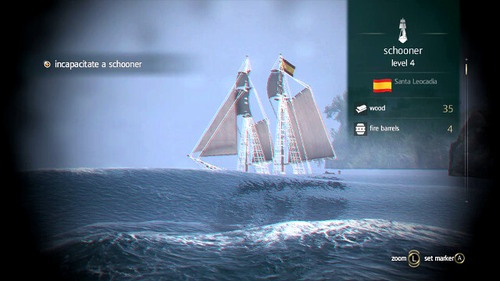 schooner
level 4
incapacitate a schooner
Santa Leocadia
wood 35
fire barrels 4
zoom L set marker A